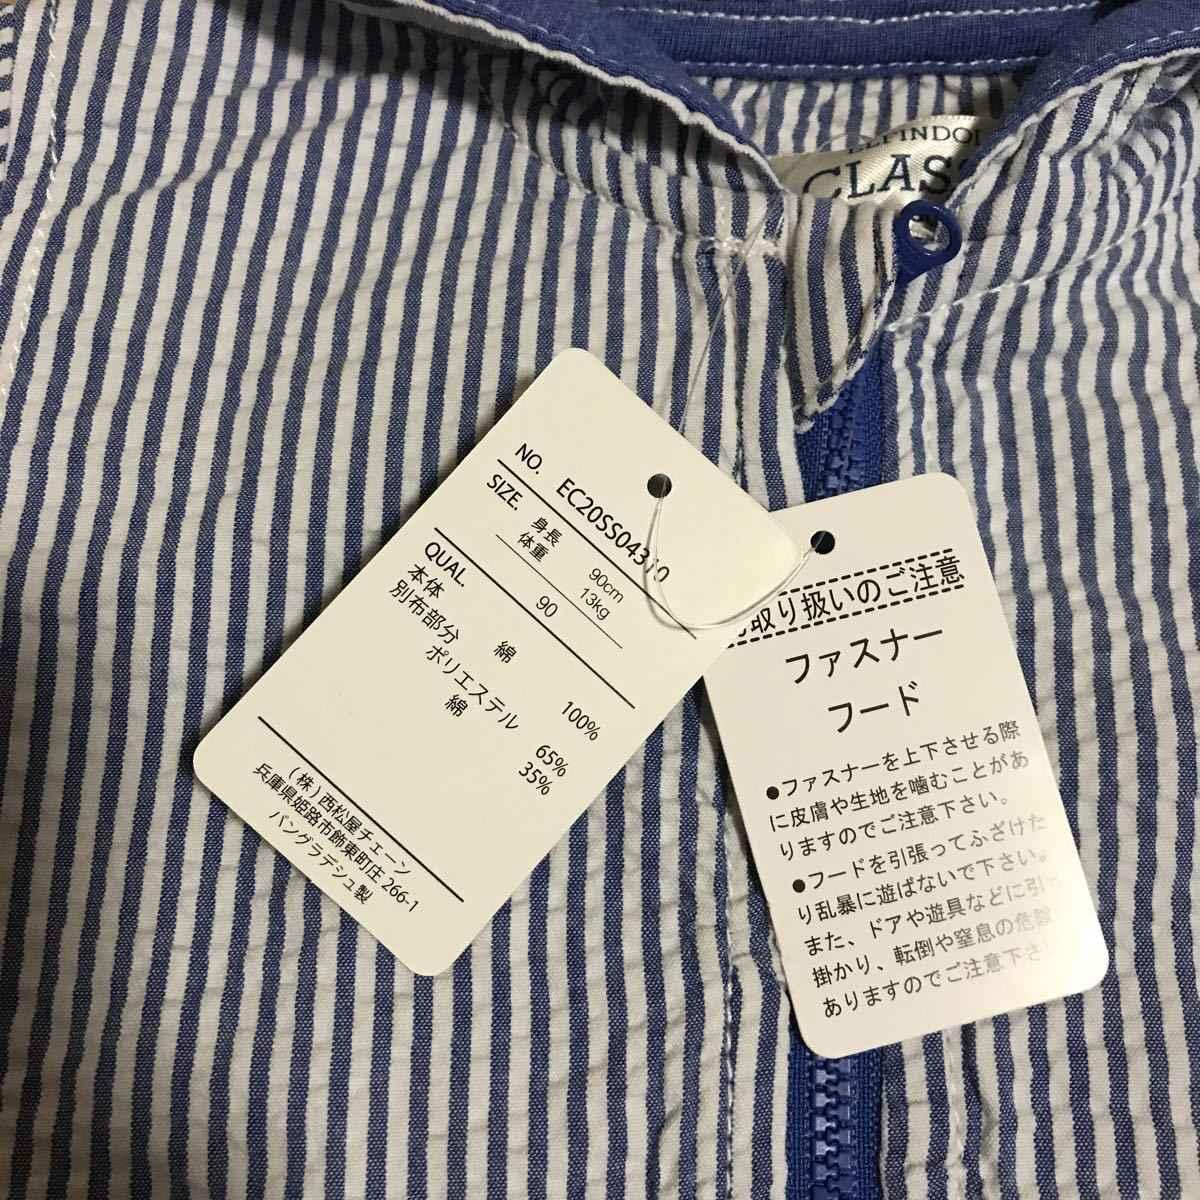 CLASS
NO. EC20SS04310
SIZE.
身長 90cm
体重 13kg
90
QUAL.
本体 綿 100%
別布部分 ポリエステル 65%
綿 35%
(株)西松屋チェーン
兵庫県姫路市飾東町庄266-1
バングラデシュ製
取り扱いのご注意
ファスナー
フード
●ファスナーを上下させる際
に皮膚や生地を噛むことがあ
りますのでご注意下さい。
●フードを引張ってふざけた
り乱暴に遊ばないで下さい。
また、ドアや遊具などに引っ
掛かり、転倒や窒息の危険
ありますのでご注意下さい